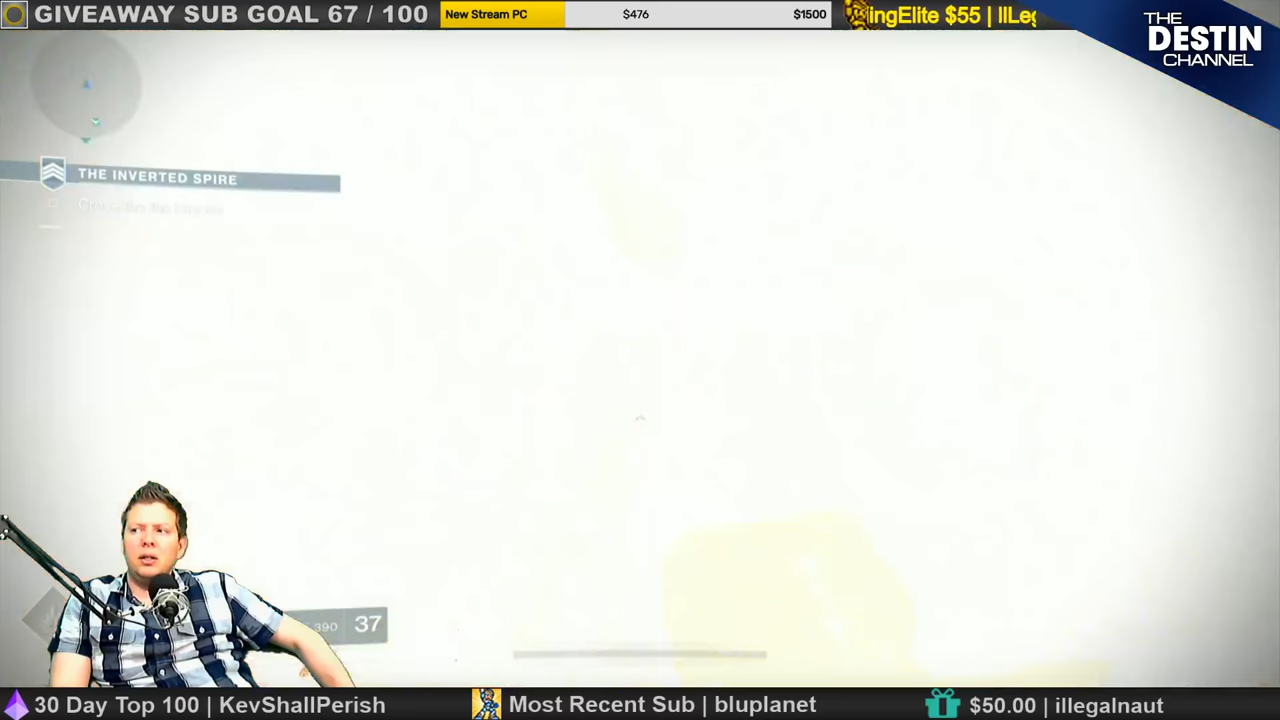 GIVEAWAY SUB GOAL 67 / 100
New Stream PC
$476
$1500
ingElite $55 | IlLeg
THE
DESTIN
CHANNEL
THE INVERTED SPIRE
390
37
30 Day Top 100 | KevShallPerish
Most Recent Sub | bluplanet
$50.00 | illegalnaut